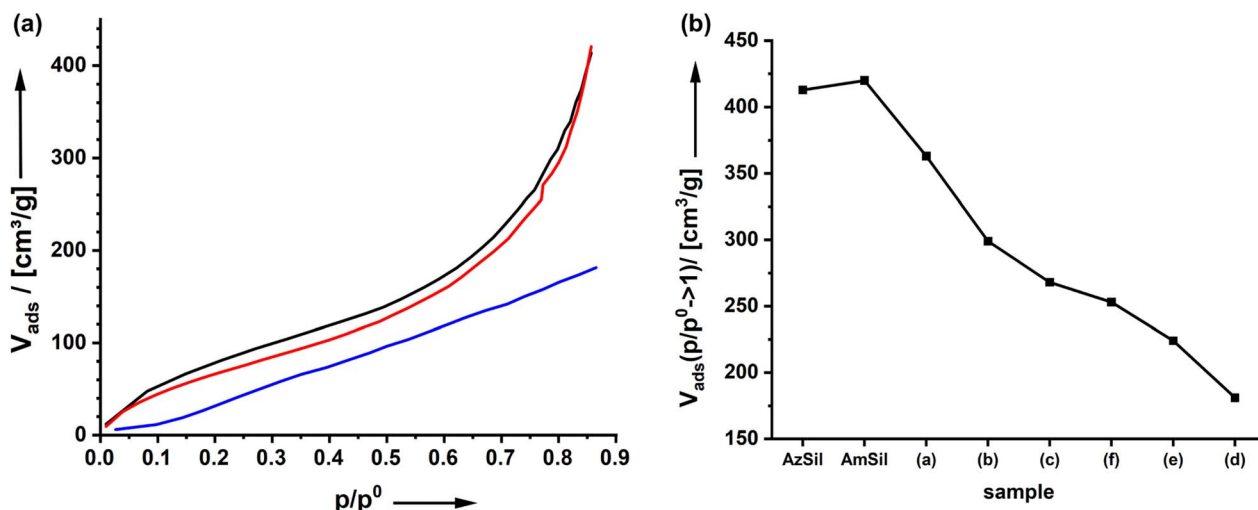 (a)
V_ads / [cm³/g]
400
300
200
100
0
0.0 0.1 0.2 0.3 0.4 0.5 0.6 0.7 0.8 0.9
p/p⁰
(b)
V_ads(p/p⁰->1)/ [cm³/g]
450
400
350
300
250
200
150
AzSil AmSil (a) (b) (c) (f) (e) (d)
sample